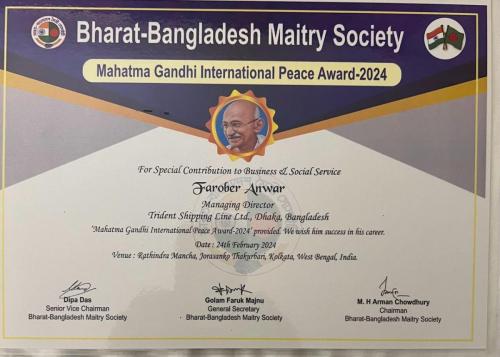 Bharat-Bangladesh Maitry Society
Mahatma Gandhi International Peace Award-2024
For Special Contribution to Business & Social Service
Farober Anwar
Managing Director
Trident Shipping Line Ltd., Dhaka, Bangladesh
'Mahatma Gandhi International Peace Award-2024' provided. We wish him success in his career.
Date : 24th February 2024
Venue : Rathindra Mancha, Jorasanko Thakurbari, Kolkata, West Bengal, India.
Dipa Das
Senior Vice Chairman
Bharat-Bangladesh Maitry Society
Golam Faruk Majnu
General Secretary
Bharat-Bangladesh Maitry Society
M. H Arman Chowdhury
Chairman
Bharat-Bangladesh Maitry Society